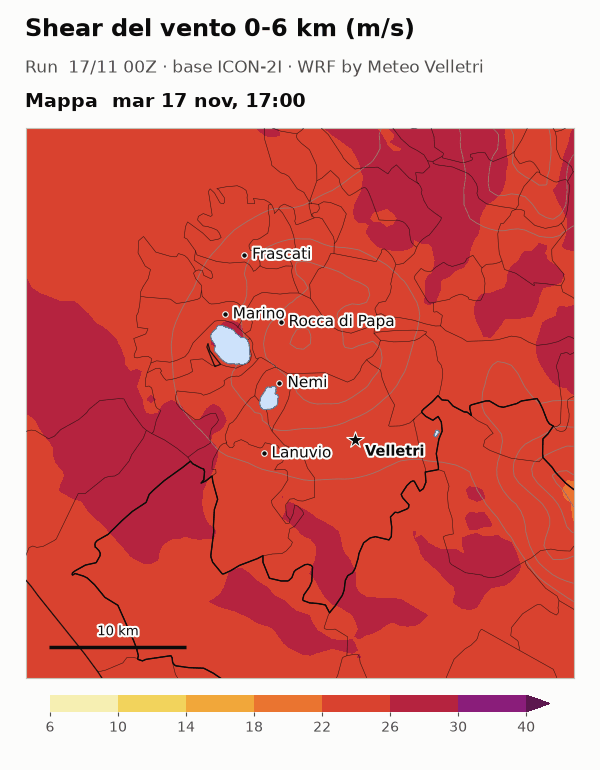 Shear del vento 0-6 km (m/s)
Run  17/11 00Z · base ICON-2I · WRF by Meteo Velletri
Mappa  mar 17 nov, 17:00
Frascati
Marino
Rocca di Papa
Nemi
Velletri
Lanuvio
10 km
6 10 14 18 22 26 30 40